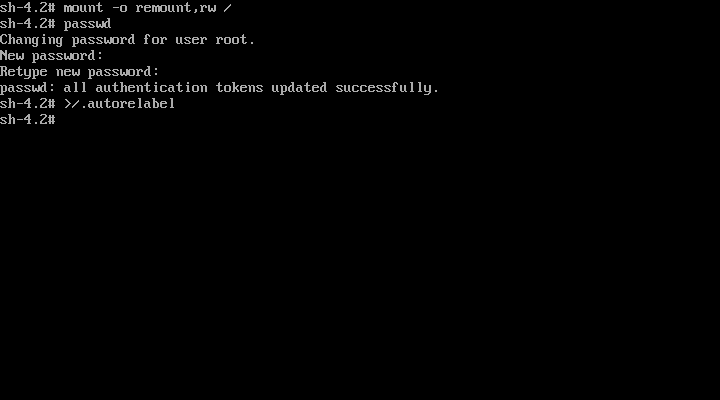 sh-4.2# mount -o remount,rw /
sh-4.2# passwd
Changing password for user root.
New password:
Retype new password:
passwd: all authentication tokens updated successfully.
sh-4.2# >/.autorelabel
sh-4.2#